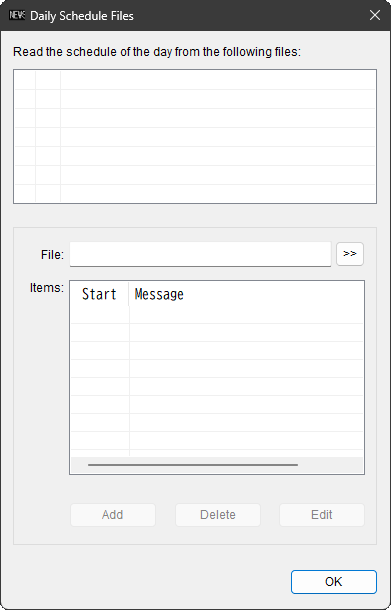 NEWS Daily Schedule Files
Read the schedule of the day from the following files:
File:
>>
Items:
Start Message
Add Delete Edit
OK